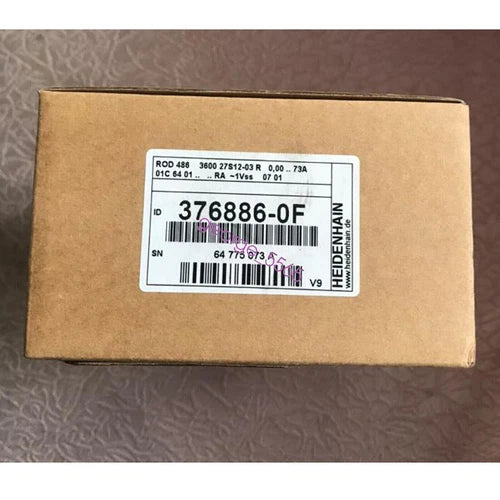 ROD 486 3600 27S12-03 R 0,00 .. 73A
01C 64 01 .. .. RA ~1Vss 07 01
ID 376886-0F
SN 64 775 073
V9
HEIDENHAIN
www.heidenhain.de